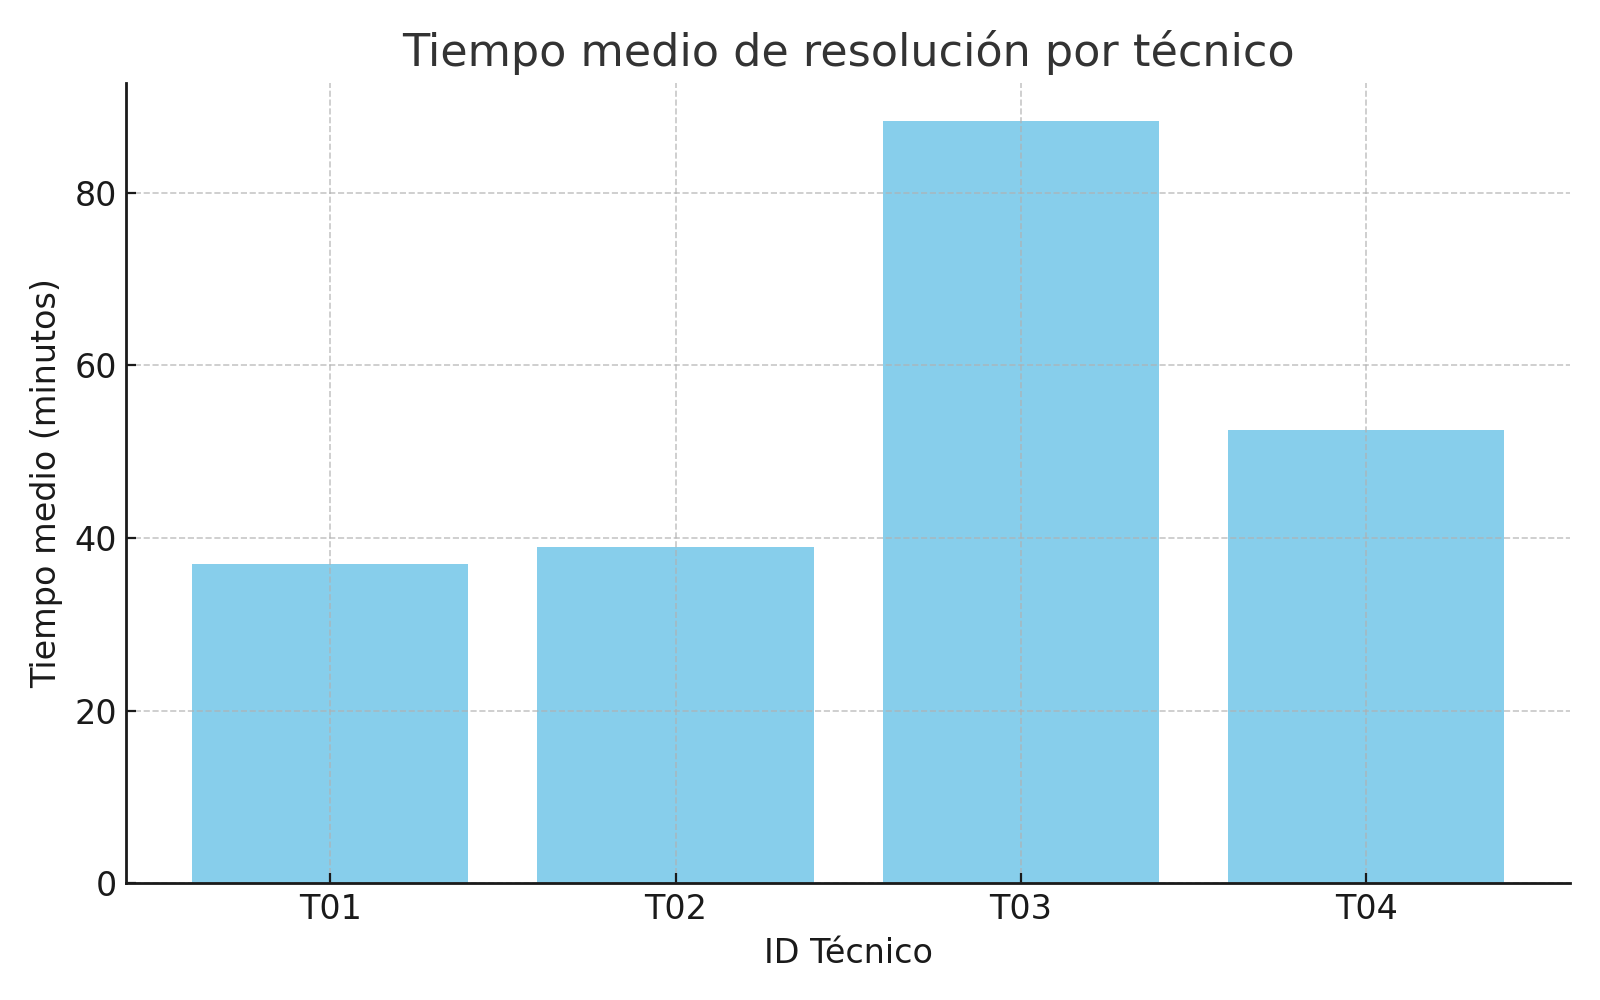 Tiempo medio de resolución por técnico
Tiempo medio (minutos)
80
60
40
20
0
T01 T02 T03 T04
ID Técnico